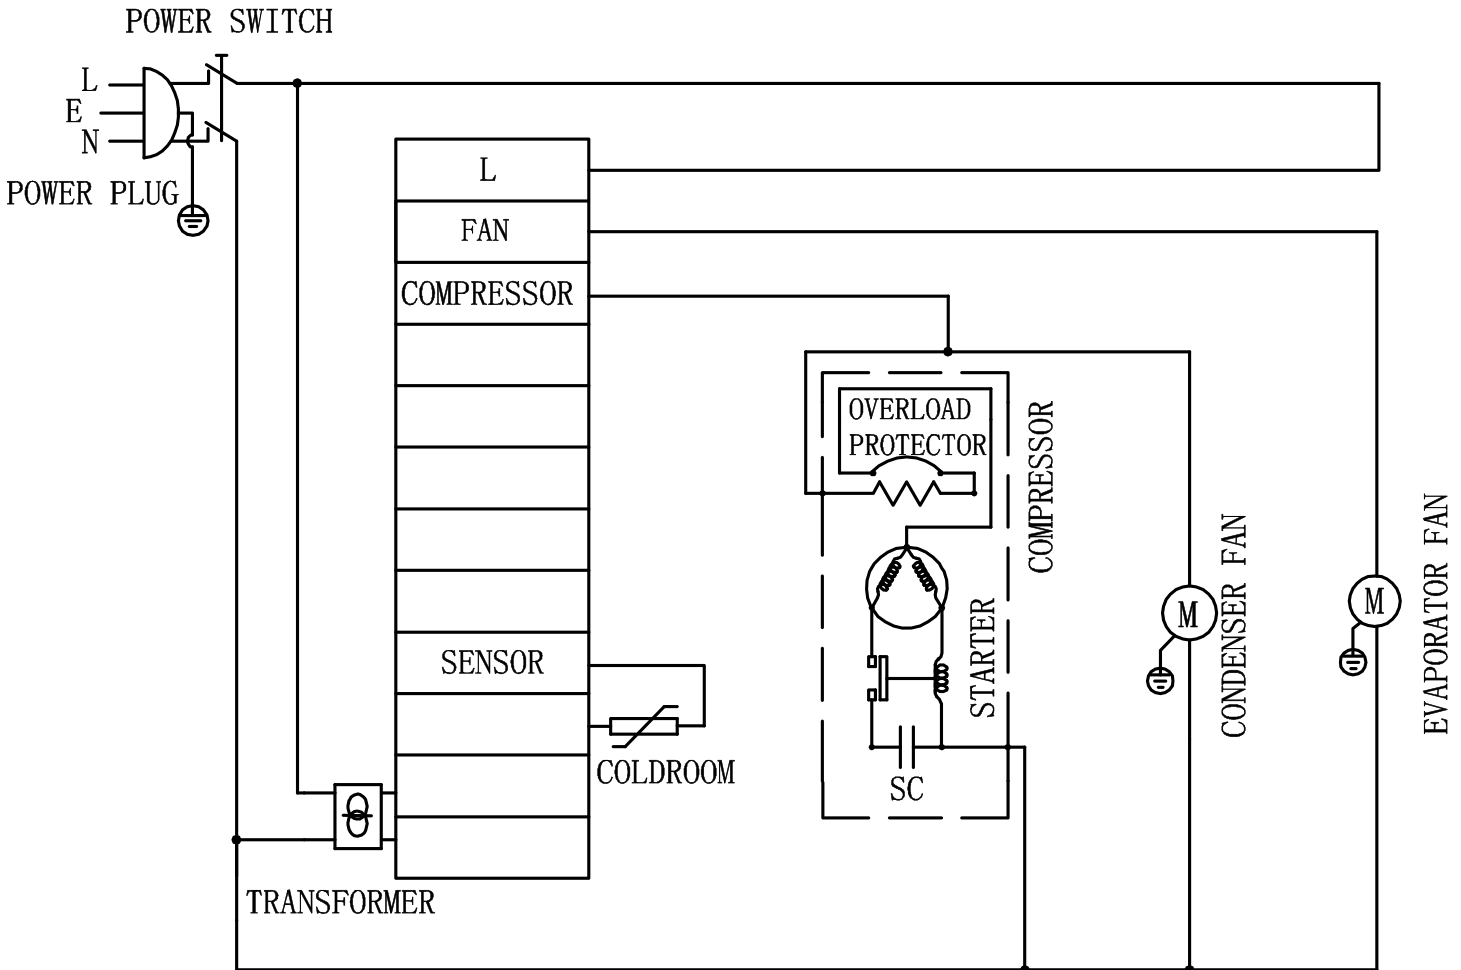 POWER SWITCH
L
E
N
POWER PLUG
L
FAN
COMPRESSOR
SENSOR
COLDROOM
TRANSFORMER
OVERLOAD
PROTECTOR
COMPRESSOR
STARTER
SC
M
CONDENSER FAN
M
EVAPORATOR FAN